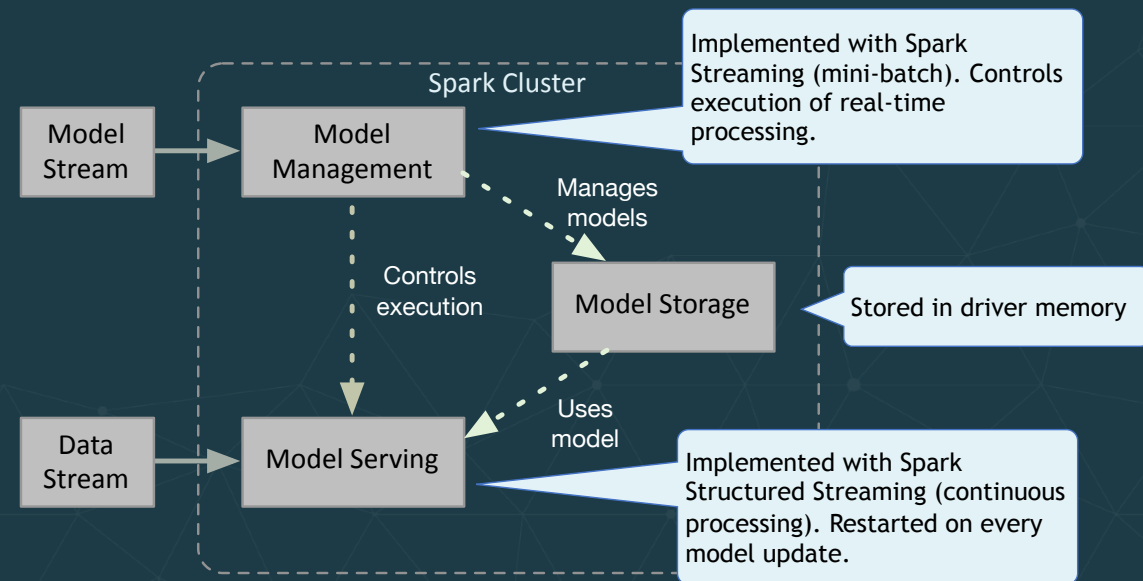 Implemented with Spark
Streaming (mini-batch). Controls
execution of real-time
processing.
Spark Cluster
Model
Stream
Model
Management
Manages
models
Controls
execution
Model Storage
Stored in driver memory
Uses
model
Data
Stream
Model Serving
Implemented with Spark
Structured Streaming (continuous
processing). Restarted on every
model update.